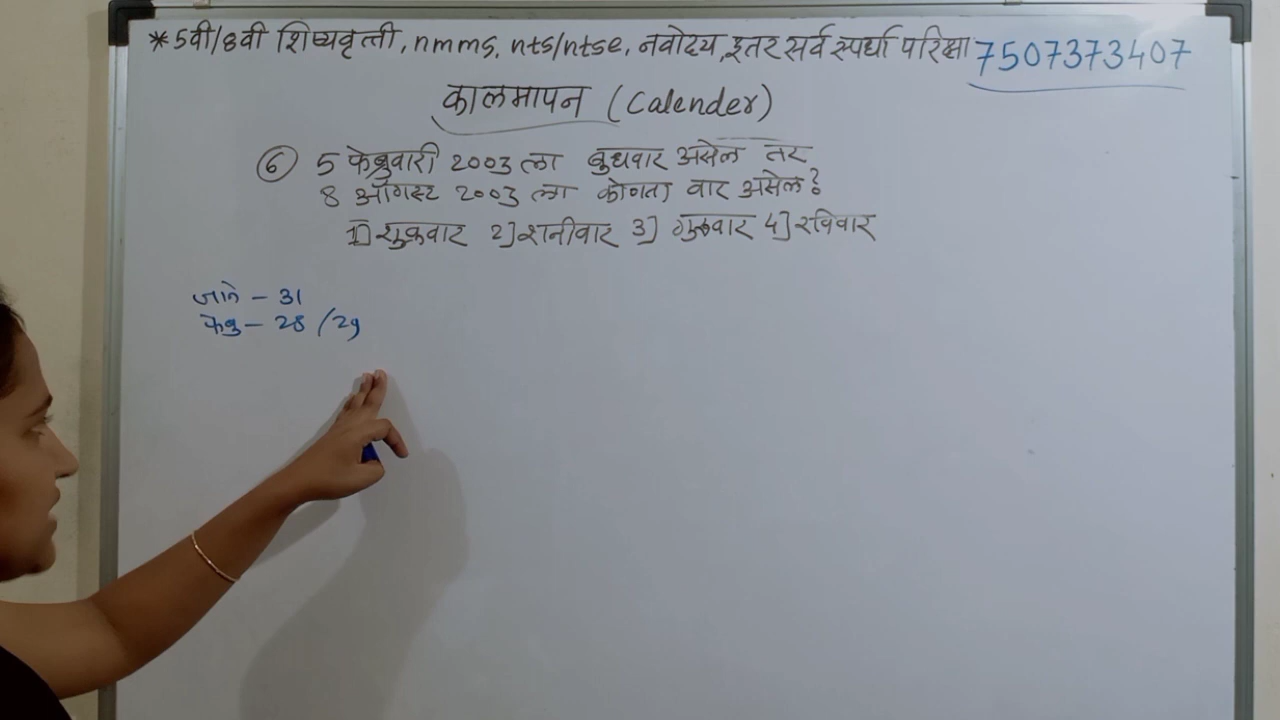 *5वी/8वी शिष्यवृत्ती, nmms, nts/ntse, नवोदय, इतर सर्व स्पर्धा परिक्षा 7507373407
कालमापन (Calender)
⑥ 5 फेब्रुवारी 2003 ला बुधवार असेल तर
8 ऑगस्ट 2003 ला कोणता वार असेल?
1] शुक्रवार 2] शनीवार 3] गुरुवार 4] रविवार
जाने - 31
फेब्रु - 28 / 29